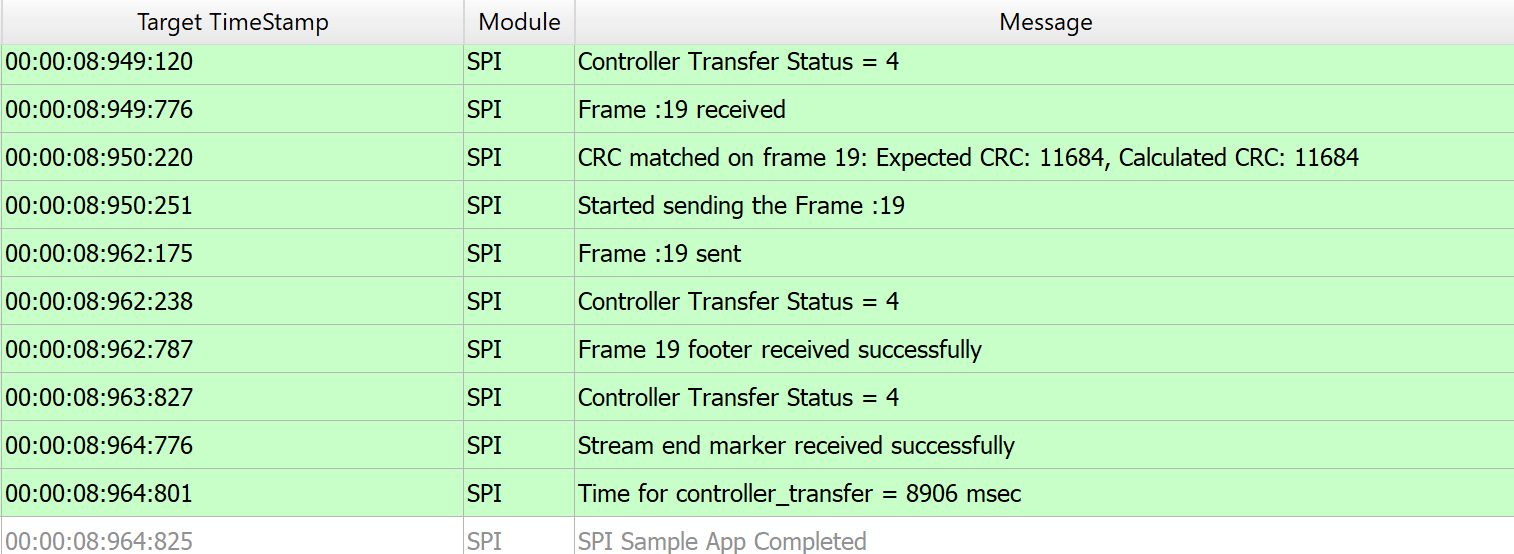 Target TimeStamp Module Message
00:00:08:949:120 SPI Controller Transfer Status = 4
00:00:08:949:776 SPI Frame :19 received
00:00:08:950:220 SPI CRC matched on frame 19: Expected CRC: 11684, Calculated CRC: 11684
00:00:08:950:251 SPI Started sending the Frame :19
00:00:08:962:175 SPI Frame :19 sent
00:00:08:962:238 SPI Controller Transfer Status = 4
00:00:08:962:787 SPI Frame 19 footer received successfully
00:00:08:963:827 SPI Controller Transfer Status = 4
00:00:08:964:776 SPI Stream end marker received successfully
00:00:08:964:801 SPI Time for controller_transfer = 8906 msec
00:00:08:964:825 SPI SPI Sample App Completed